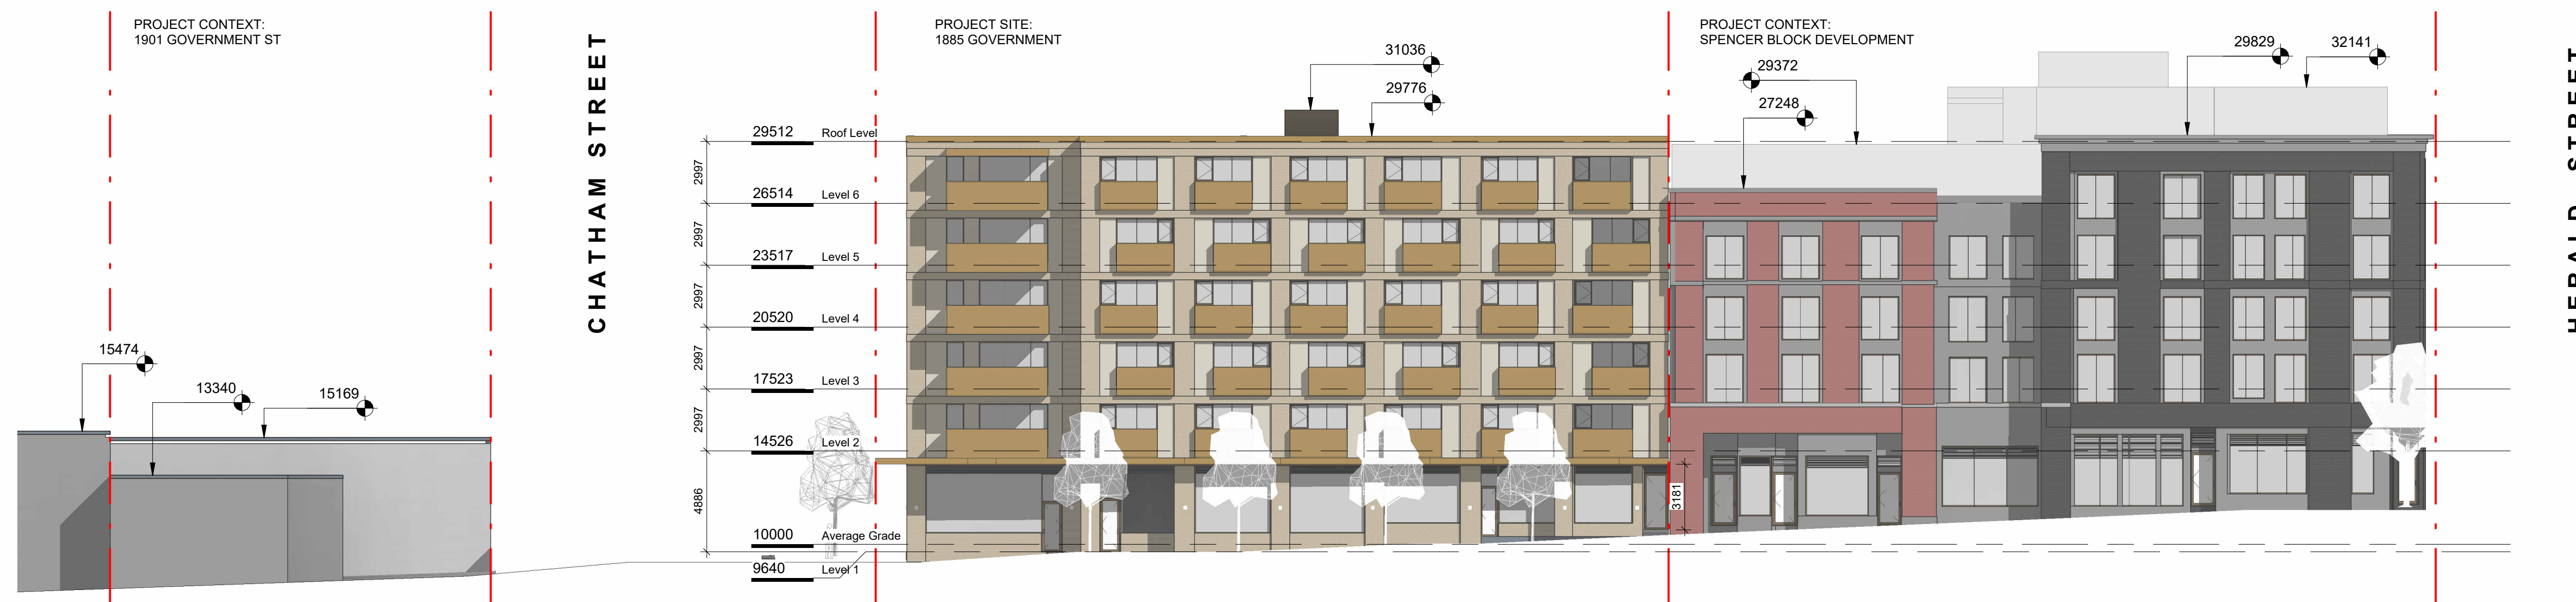 PROJECT CONTEXT:
1901 GOVERNMENT ST
CHATHAM STREET
PROJECT SITE:
1885 GOVERNMENT
PROJECT CONTEXT:
SPENCER BLOCK DEVELOPMENT
HERALD STREET
31036
29776
29372
27248
29829
32141
29512 Roof Level
2997
26514 Level 6
2997
23517 Level 5
2997
20520 Level 4
2997
17523 Level 3
2997
14526 Level 2
4886
10000 Average Grade
9640 Level 1
15474
13340
15169
3181